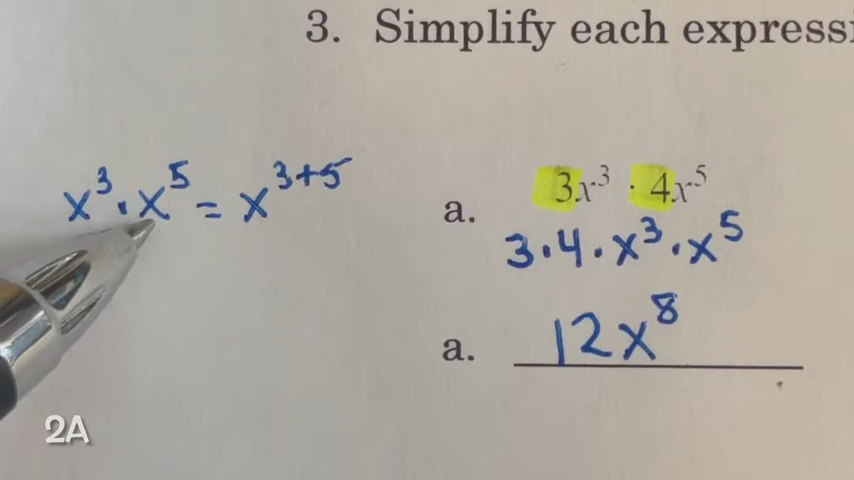 3. Simplify each expressi
x³ · x⁵ = x³⁺⁵
a. 3x³ · 4x⁵
3 · 4 · x³ · x⁵
a. 12x⁸
2A